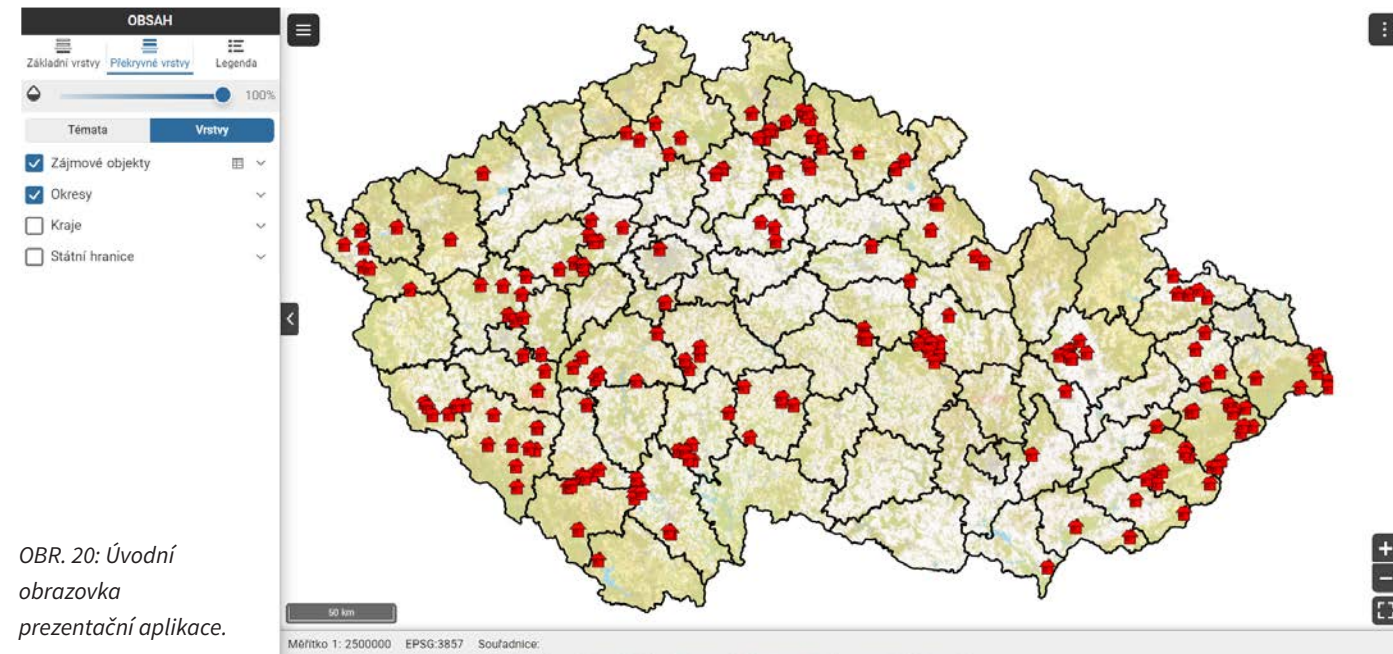 OBSAH
Základní vrstvy Překryvné vrstvy Legenda
100%
Témata Vrstvy
Zájmové objekty
Okresy
Kraje
Státní hranice
OBR. 20: Úvodní
obrazovka
prezentační aplikace.
50 km
Měřítko 1: 2500000 EPSG:3857 Souřadnice: